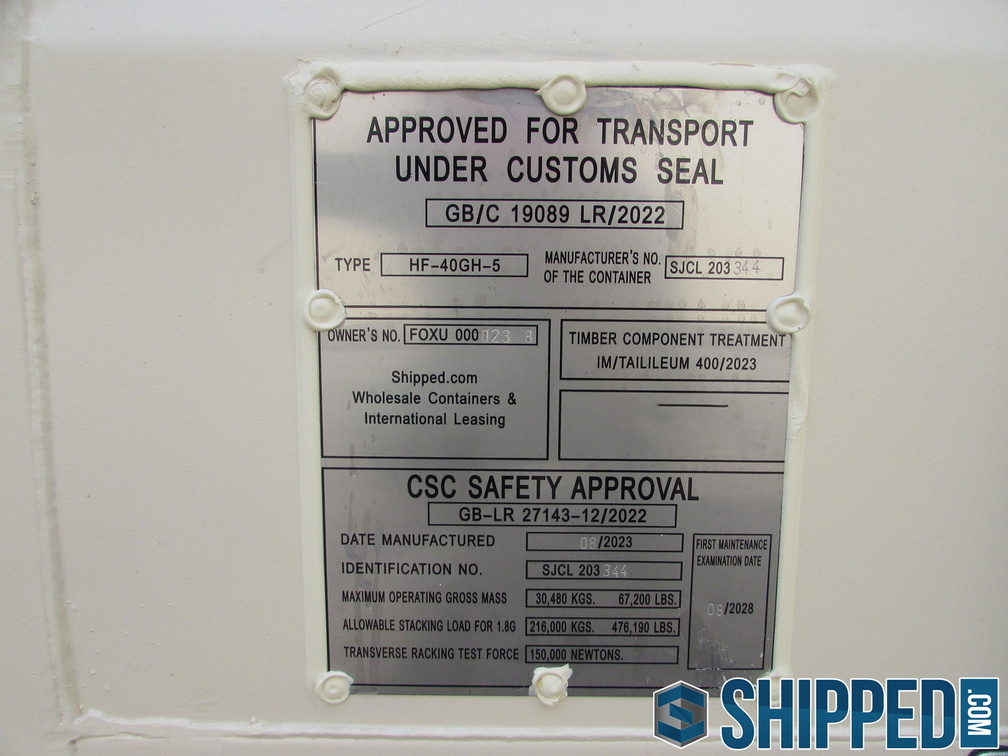 APPROVED FOR TRANSPORT
UNDER CUSTOMS SEAL
GB/C 19089 LR/2022
TYPE HF-40GH-5 MANUFACTURER'S NO. OF THE CONTAINER SJCL 203344
OWNER'S NO. FOXU 000023 8
Shipped.com
Wholesale Containers &
International Leasing
TIMBER COMPONENT TREATMENT
IM/TAILILEUM 400/2023
CSC SAFETY APPROVAL
GB-LR 27143-12/2022
DATE MANUFACTURED 08/2023
IDENTIFICATION NO. SJCL 203344
MAXIMUM OPERATING GROSS MASS 30,480 KGS. 67,200 LBS.
ALLOWABLE STACKING LOAD FOR 1.8G 216,000 KGS. 476,190 LBS.
TRANSVERSE RACKING TEST FORCE 150,000 NEWTONS.
FIRST MAINTENANCE
EXAMINATION DATE
08/2028
SHIPPED.COM